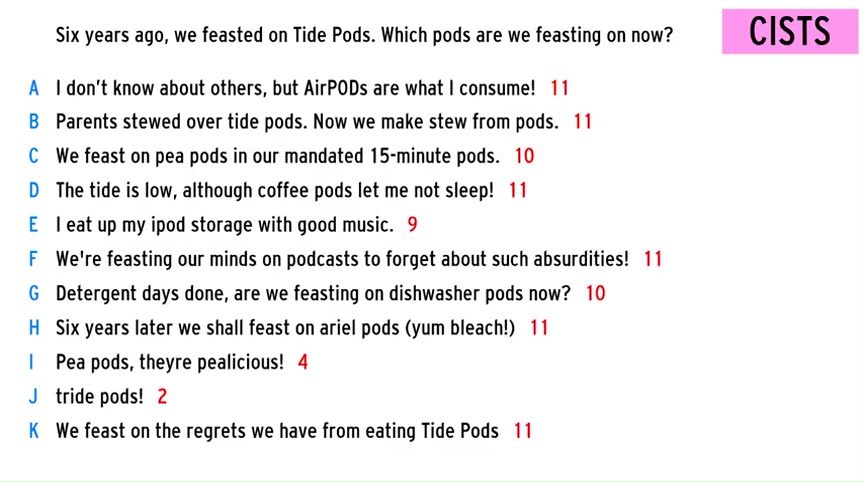 Six years ago, we feasted on Tide Pods. Which pods are we feasting on now?
CISTS
A I don't know about others, but AirPODs are what I consume! 11
B Parents stewed over tide pods. Now we make stew from pods. 11
C We feast on pea pods in our mandated 15-minute pods. 10
D The tide is low, although coffee pods let me not sleep! 11
E I eat up my ipod storage with good music. 9
F We're feasting our minds on podcasts to forget about such absurdities! 11
G Detergent days done, are we feasting on dishwasher pods now? 10
H Six years later we shall feast on ariel pods (yum bleach!) 11
I Pea pods, theyre pealicious! 4
J tride pods! 2
K We feast on the regrets we have from eating Tide Pods 11